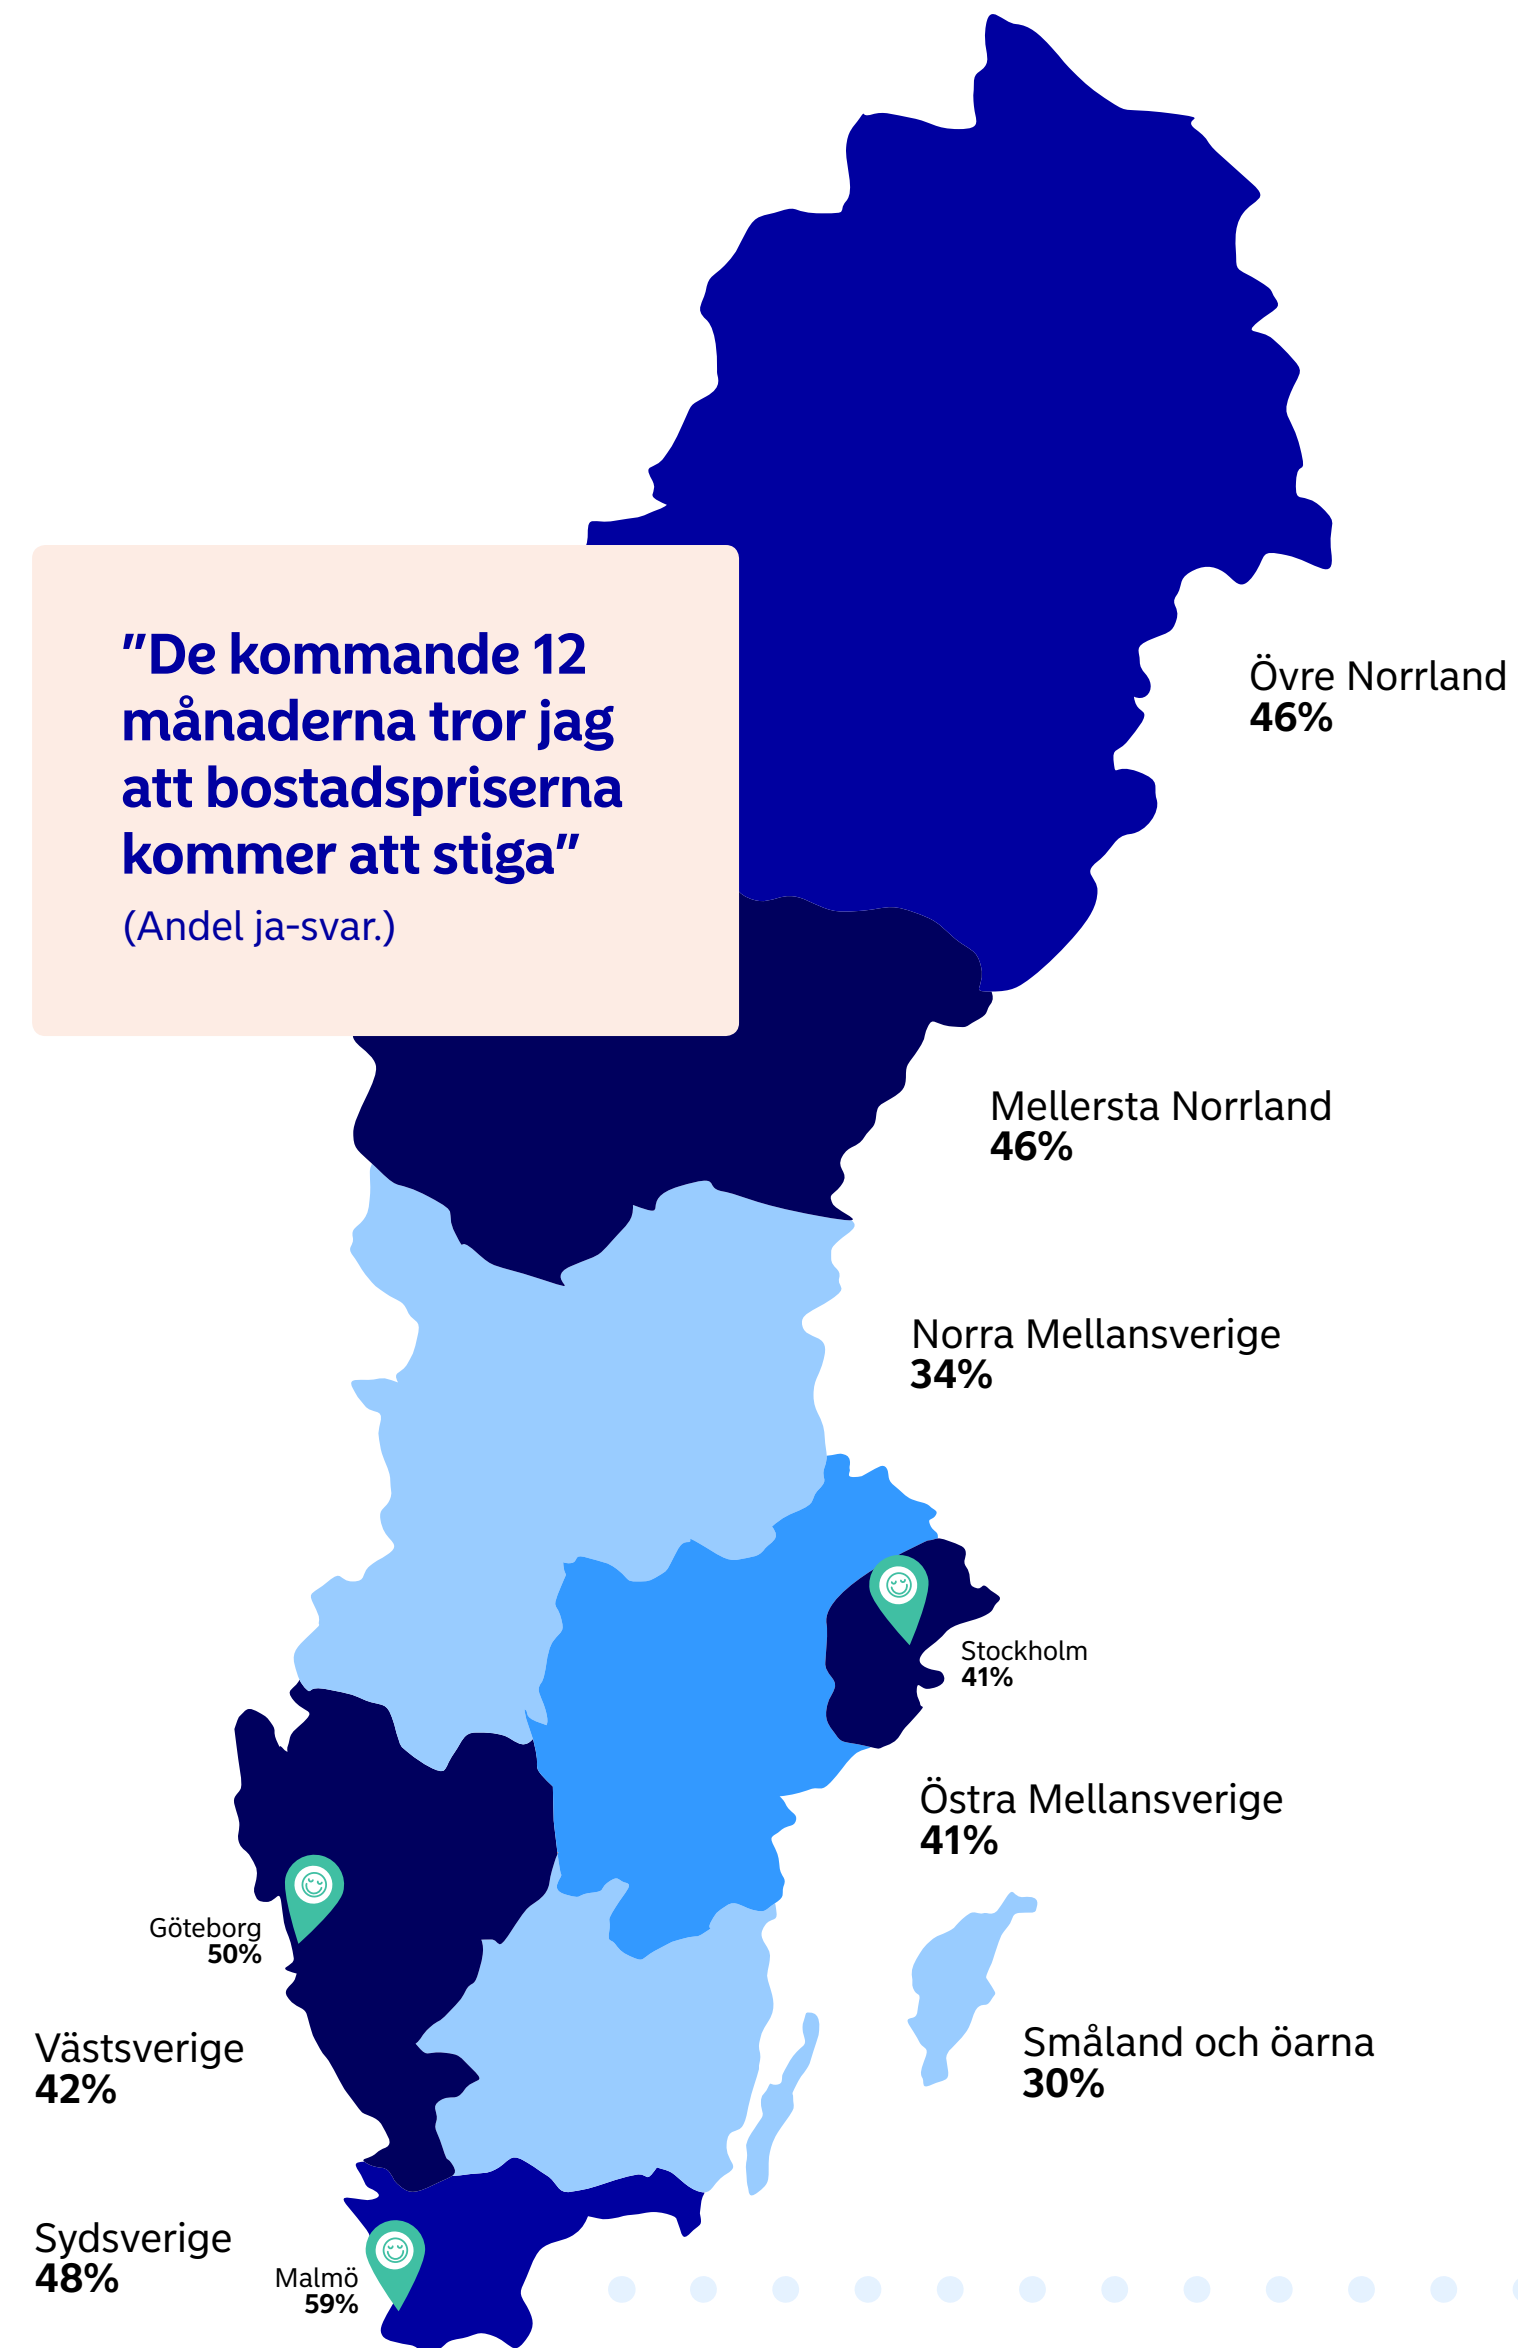 ”De kommande 12
månaderna tror jag
att bostadspriserna
kommer att stiga”
(Andel ja-svar.)
Övre Norrland
46%
Mellersta Norrland
46%
Norra Mellansverige
34%
Stockholm
41%
Östra Mellansverige
41%
Göteborg
50%
Västsverige
42%
Småland och öarna
30%
Sydsverige
48%
Malmö
59%